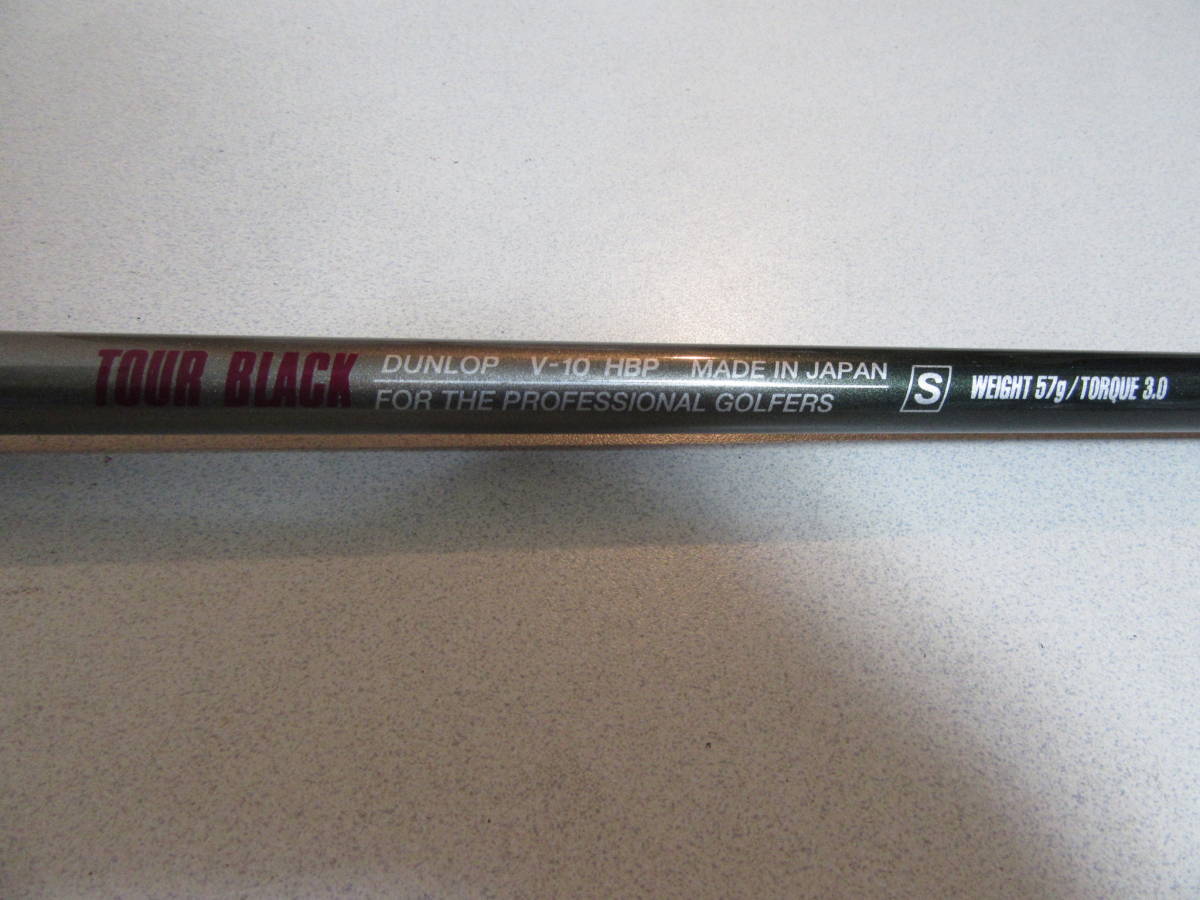 TOUR BLACK
DUNLOP V-10 HBP MADE IN JAPAN
FOR THE PROFESSIONAL GOLFERS
S
WEIGHT 57g/TORQUE 3.0